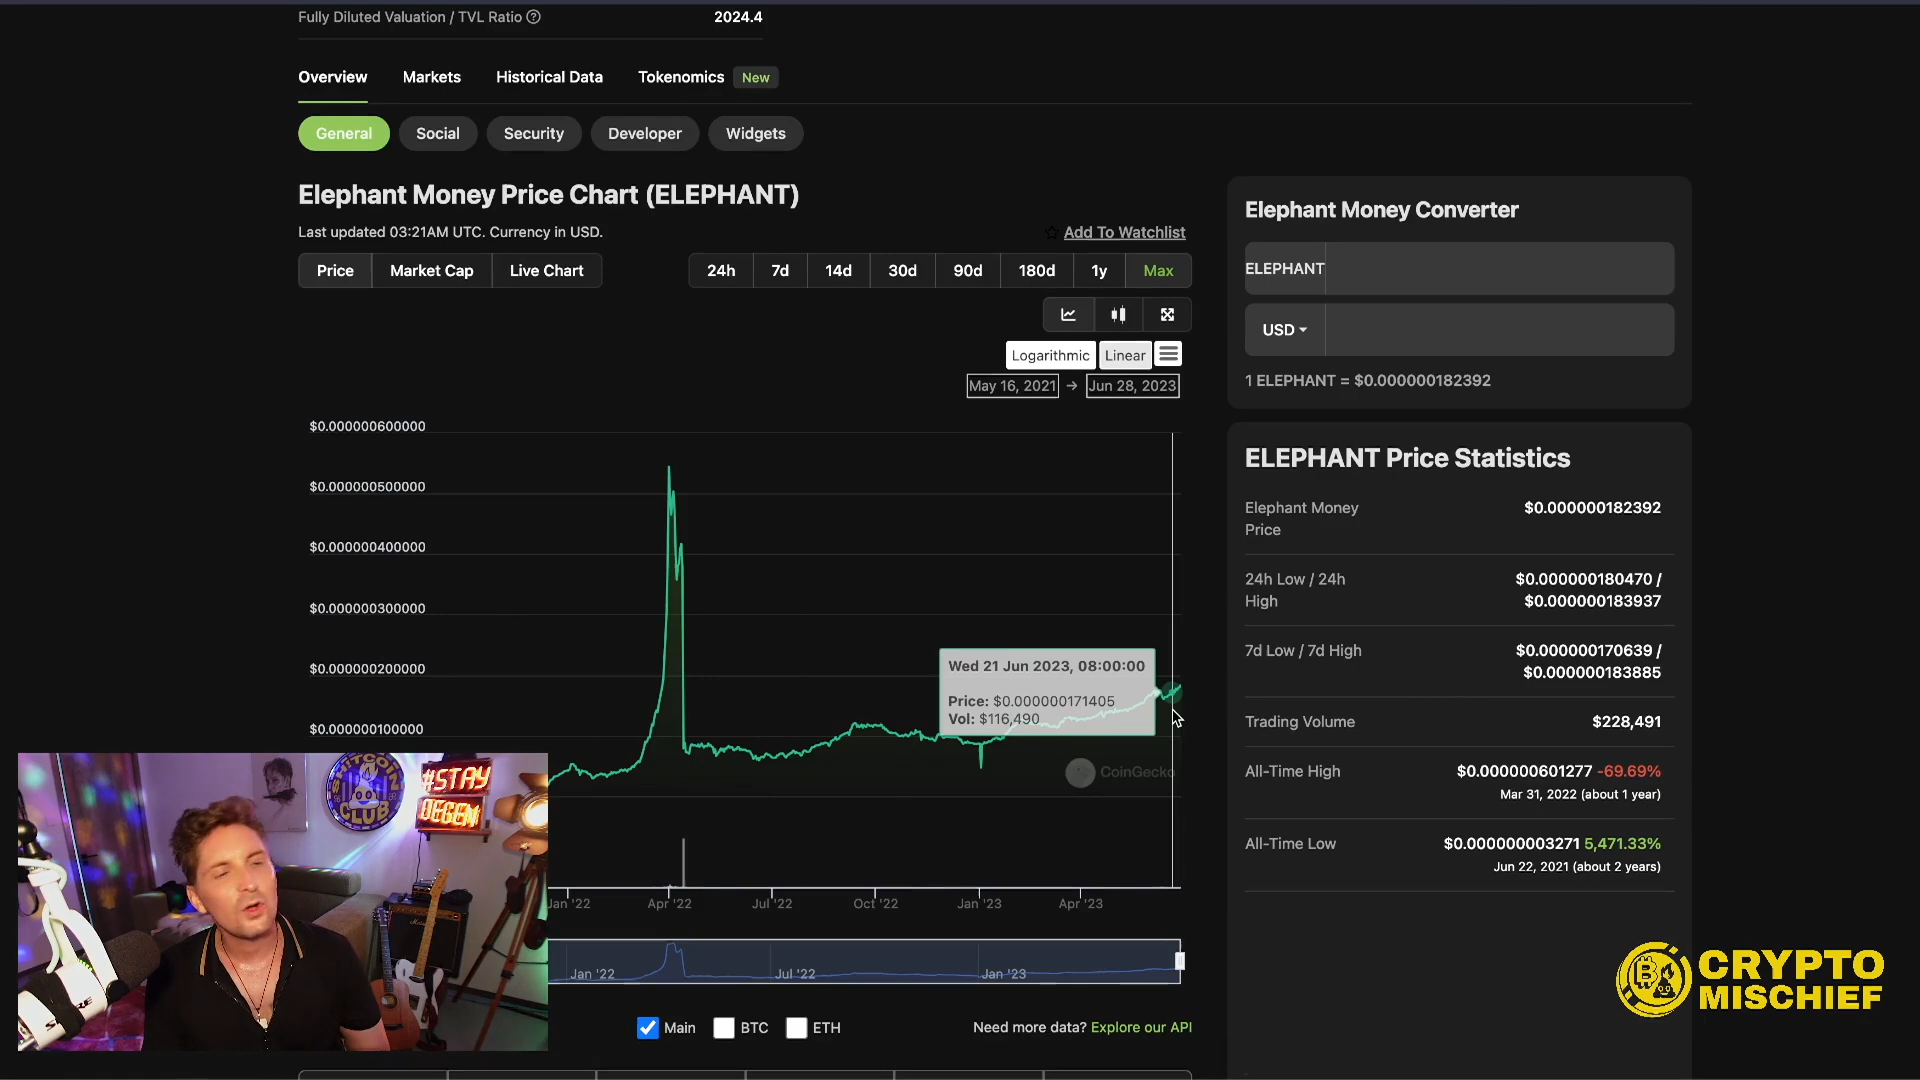 Fully Diluted Valuation / TVL Ratio ?
2024.4
Overview
Markets
Historical Data
Tokenomics
New
General
Social
Security
Developer
Widgets
Elephant Money Price Chart (ELEPHANT)
Last updated 03:21AM UTC. Currency in USD.
Add To Watchlist
Price
Market Cap
Live Chart
24h
7d
14d
30d
90d
180d
1y
Max
Logarithmic
Linear
May 16, 2021 → Jun 28, 2023
$0.000000600000
$0.000000500000
$0.000000400000
$0.000000300000
$0.000000200000
$0.000000100000
Wed 21 Jun 2023, 08:00:00
Price: $0.000000171405
Vol: $116,490
CoinGecko
Jan '22
Apr '22
Jul '22
Oct '22
Jan '23
Apr '23
Jan '22
Jul '22
Jan '23
Main
BTC
ETH
Need more data? Explore our API
Elephant Money Converter
ELEPHANT
USD
1 ELEPHANT = $0.000000182392
ELEPHANT Price Statistics
Elephant Money
Price
$0.000000182392
24h Low / 24h
High
$0.000000180470 /
$0.000000183937
7d Low / 7d High
$0.000000170639 /
$0.000000183885
Trading Volume
$228,491
All-Time High
$0.000000601277 -69.69%
Mar 31, 2022 (about 1 year)
All-Time Low
$0.000000003271 5,471.33%
Jun 22, 2021 (about 2 years)
SHITCOIN
CLUB
#STAY
DEGEN
CRYPTO
MISCHIEF